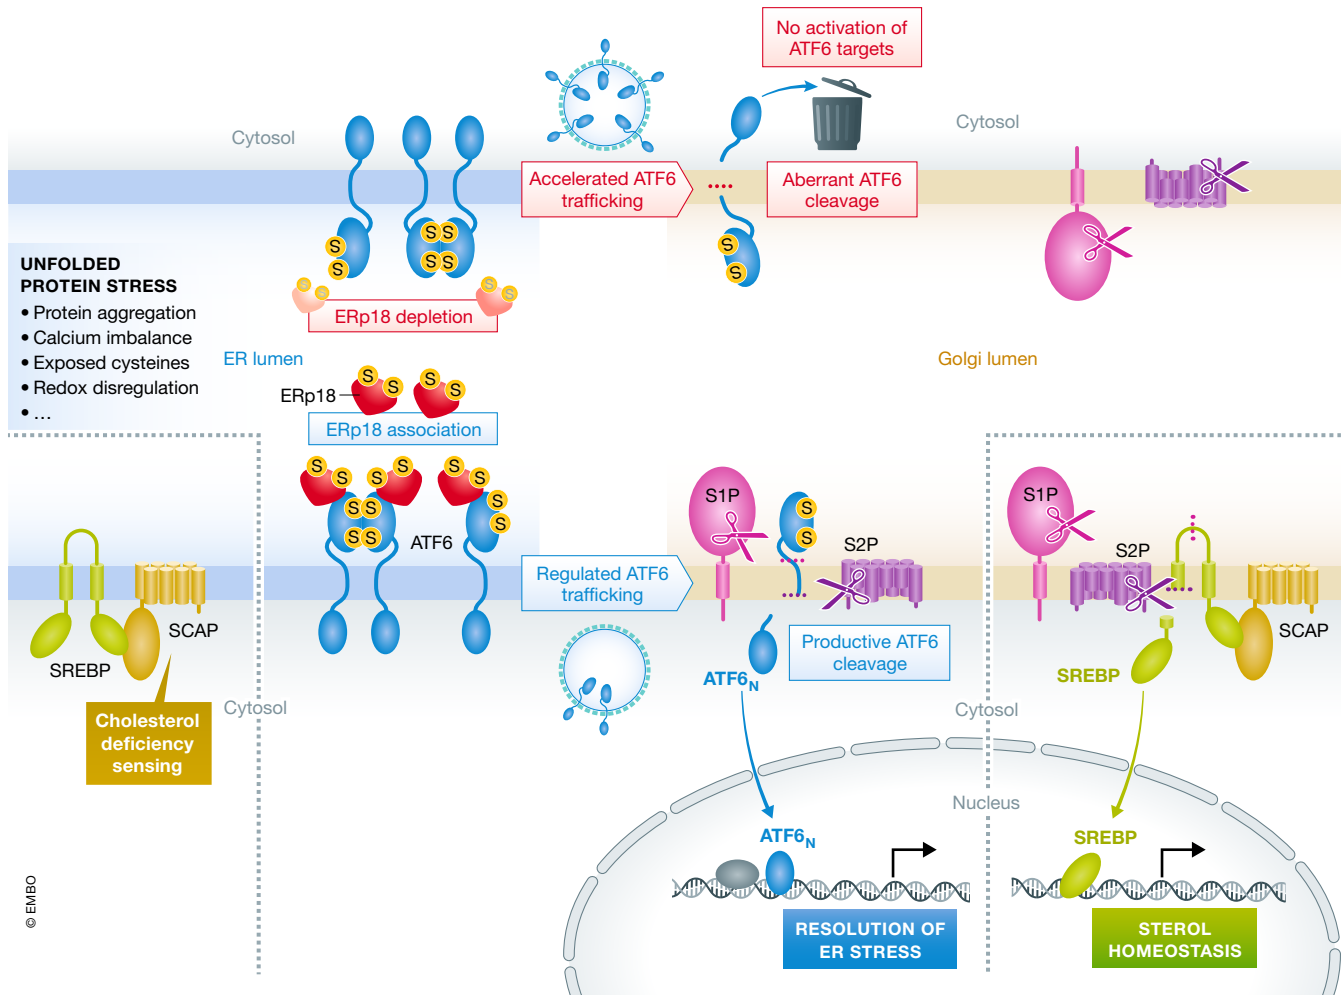 No activation of
ATF6 targets
Cytosol
Cytosol
Accelerated ATF6
trafficking
Aberrant ATF6
cleavage
S
S
S
S
S
S
S
S
UNFOLDED
PROTEIN STRESS
• Protein aggregation
• Calcium imbalance
• Exposed cysteines
• Redox disregulation
• ...
S
S
S
S
ERp18 depletion
ER lumen
Golgi lumen
ERp18
S
S
S
S
ERp18 association
S
S
S
S
S
S
S
S
S
S
S
S
ATF6
S1P
S
S
S2P
S1P
S2P
Regulated ATF6
trafficking
SREBP
SCAP
Productive ATF6
cleavage
ATF6N
SREBP
SCAP
Cholesterol
deficiency
sensing
Cytosol
Cytosol
Nucleus
ATF6N
SREBP
RESOLUTION OF
ER STRESS
STEROL
HOMEOSTASIS
© EMBO